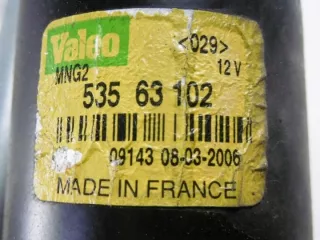 Valeo
<029>
MNG2
12 V
535 63 102
09143 08-03-2006
MADE IN FRANCE